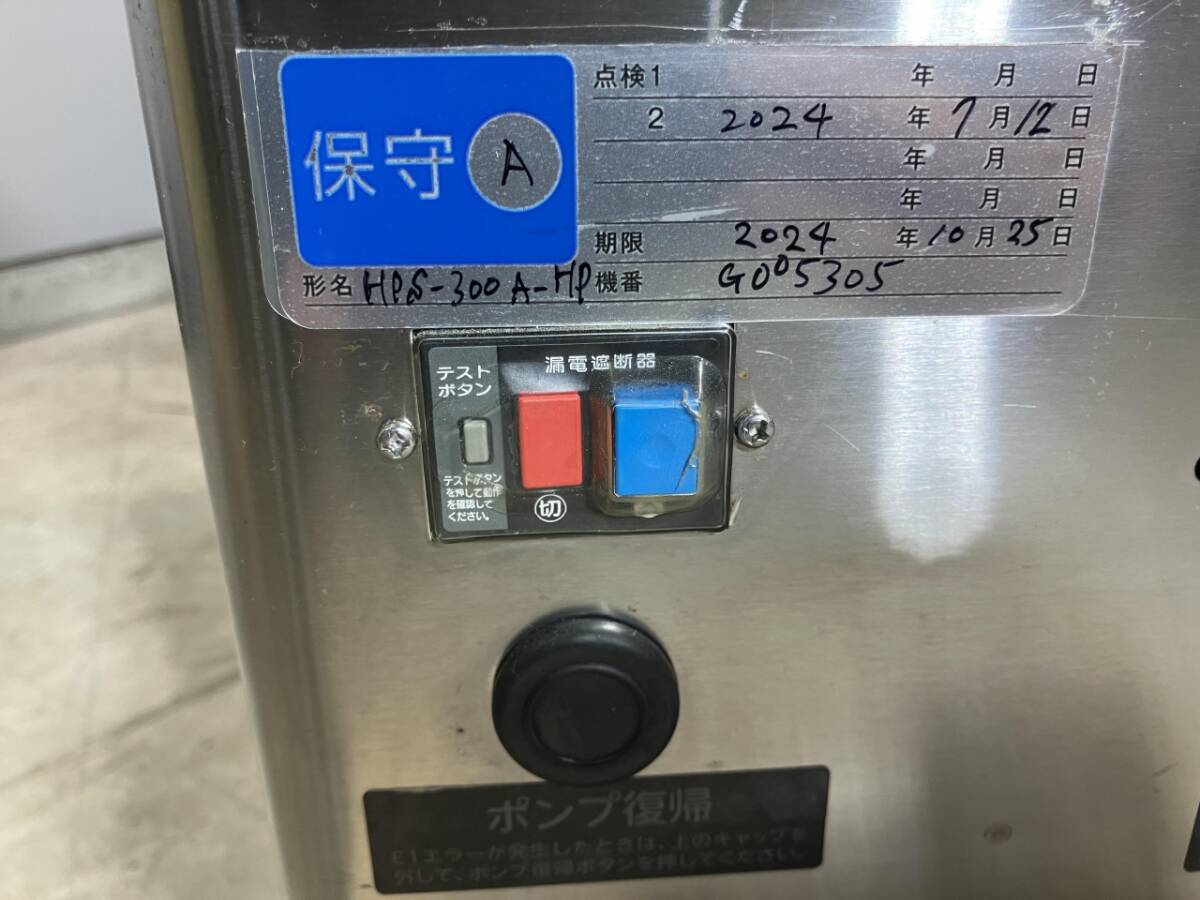 保守 A
点検1 年 月 日
2 2024 年 7 月 12 日
年 月 日
年 月 日
期限 2024 年 10 月 25 日
形名 HPS-300A-HP 機番 G005305
漏電遮断器
テスト
ボタン
テストボタン
を押して動作
を確認して
ください。
切
ポンプ復帰
E1エラーが発生したときは、上のキャップを
外して、ポンプ復帰ボタンを押してください。